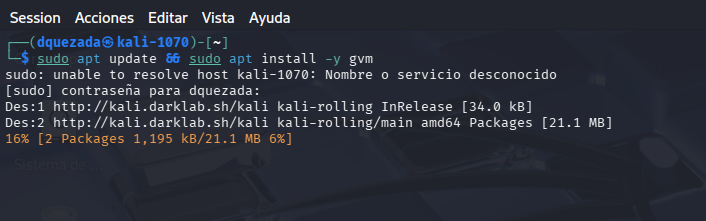 Session Acciones Editar Vista Ayuda
┌──(dquezada㉿kali-1070)-[~]
└─$ sudo apt update && sudo apt install -y gvm
sudo: unable to resolve host kali-1070: Nombre o servicio desconocido
[sudo] contraseña para dquezada:
Des:1 http://kali.darklab.sh/kali kali-rolling InRelease [34.0 kB]
Des:2 http://kali.darklab.sh/kali kali-rolling/main amd64 Packages [21.1 MB]
16% [2 Packages 1,195 kB/21.1 MB 6%]
Sistema de